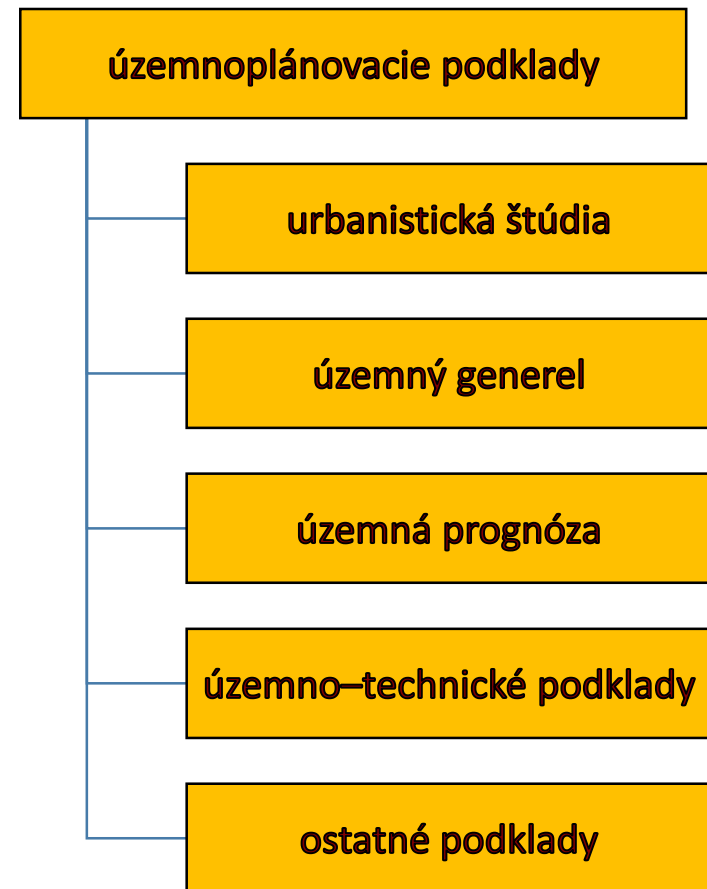 územnoplánovacie podklady
urbanistická štúdia
územný generel
územná prognóza
územno–technické podklady
ostatné podklady